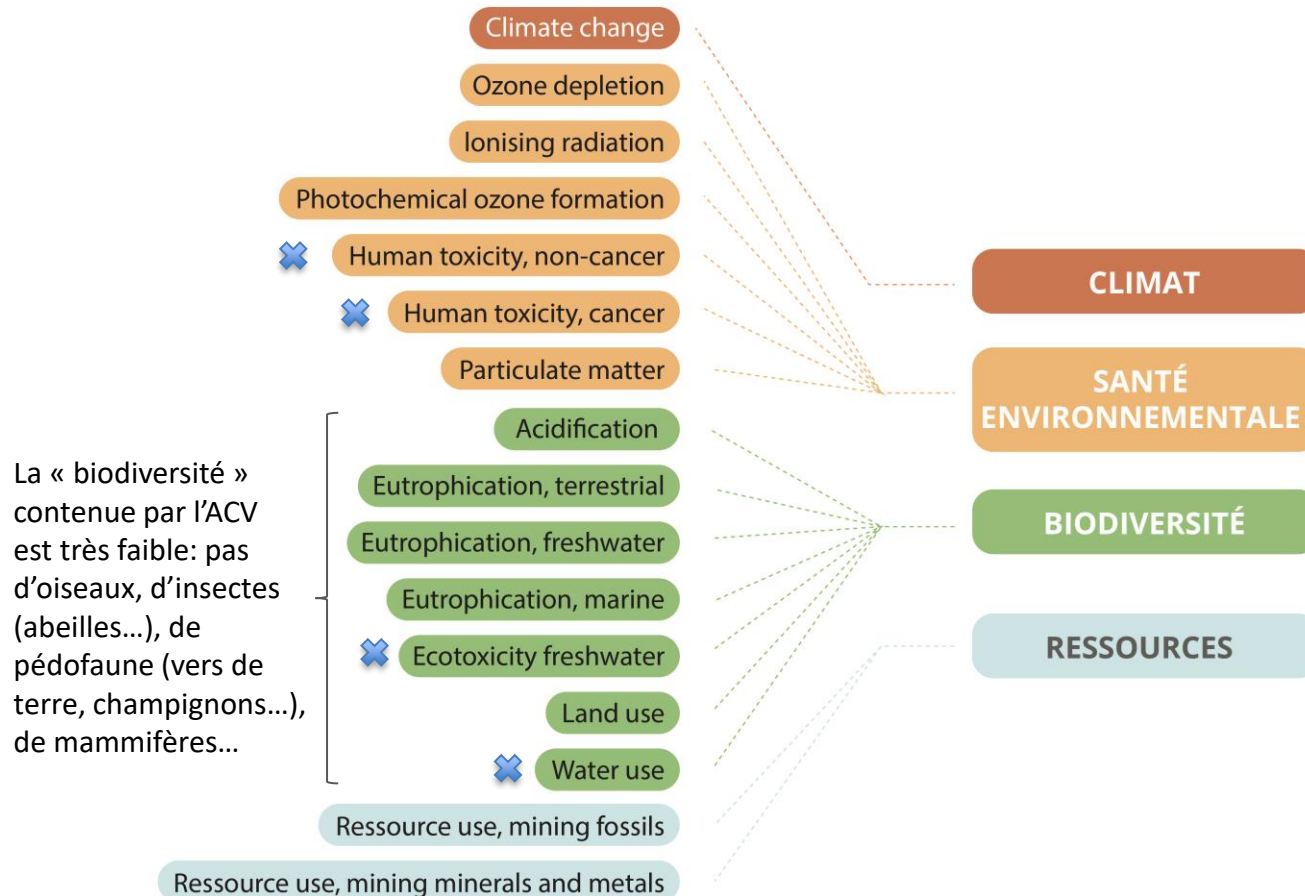 Climate change
Ozone depletion
Ionising radiation
Photochemical ozone formation
Human toxicity, non-cancer
Human toxicity, cancer
Particulate matter
Acidification
Eutrophication, terrestrial
Eutrophication, freshwater
Eutrophication, marine
Ecotoxicity freshwater
Land use
Water use
Ressource use, mining fossils
Ressource use, mining minerals and metals
La « biodiversité »
contenue par l’ACV
est très faible: pas
d’oiseaux, d’insectes
(abeilles…), de
pédofaune (vers de
terre, champignons…),
de mammifères…
CLIMAT
SANTÉ
ENVIRONNEMENTALE
BIODIVERSITÉ
RESSOURCES